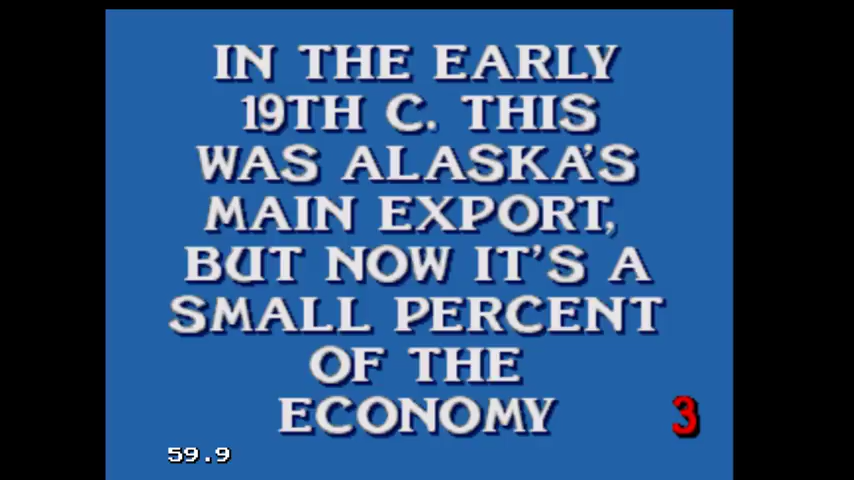 IN THE EARLY
19TH C. THIS
WAS ALASKA'S
MAIN EXPORT,
BUT NOW IT'S A
SMALL PERCENT
OF THE
ECONOMY
3
59.9